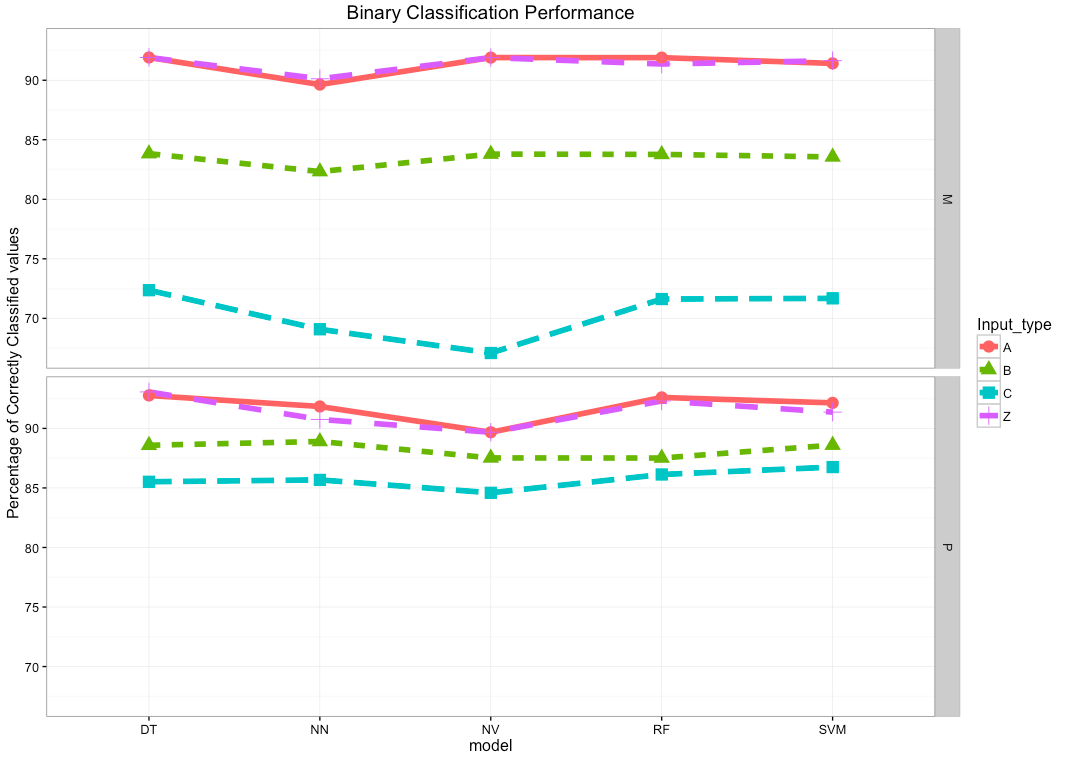 Binary Classification Performance
Percentage of Correctly Classified values
90
85
80
75
70
M
90
85
80
75
70
P
DT NN NV RF SVM
model
Input_type
A
B
C
Z